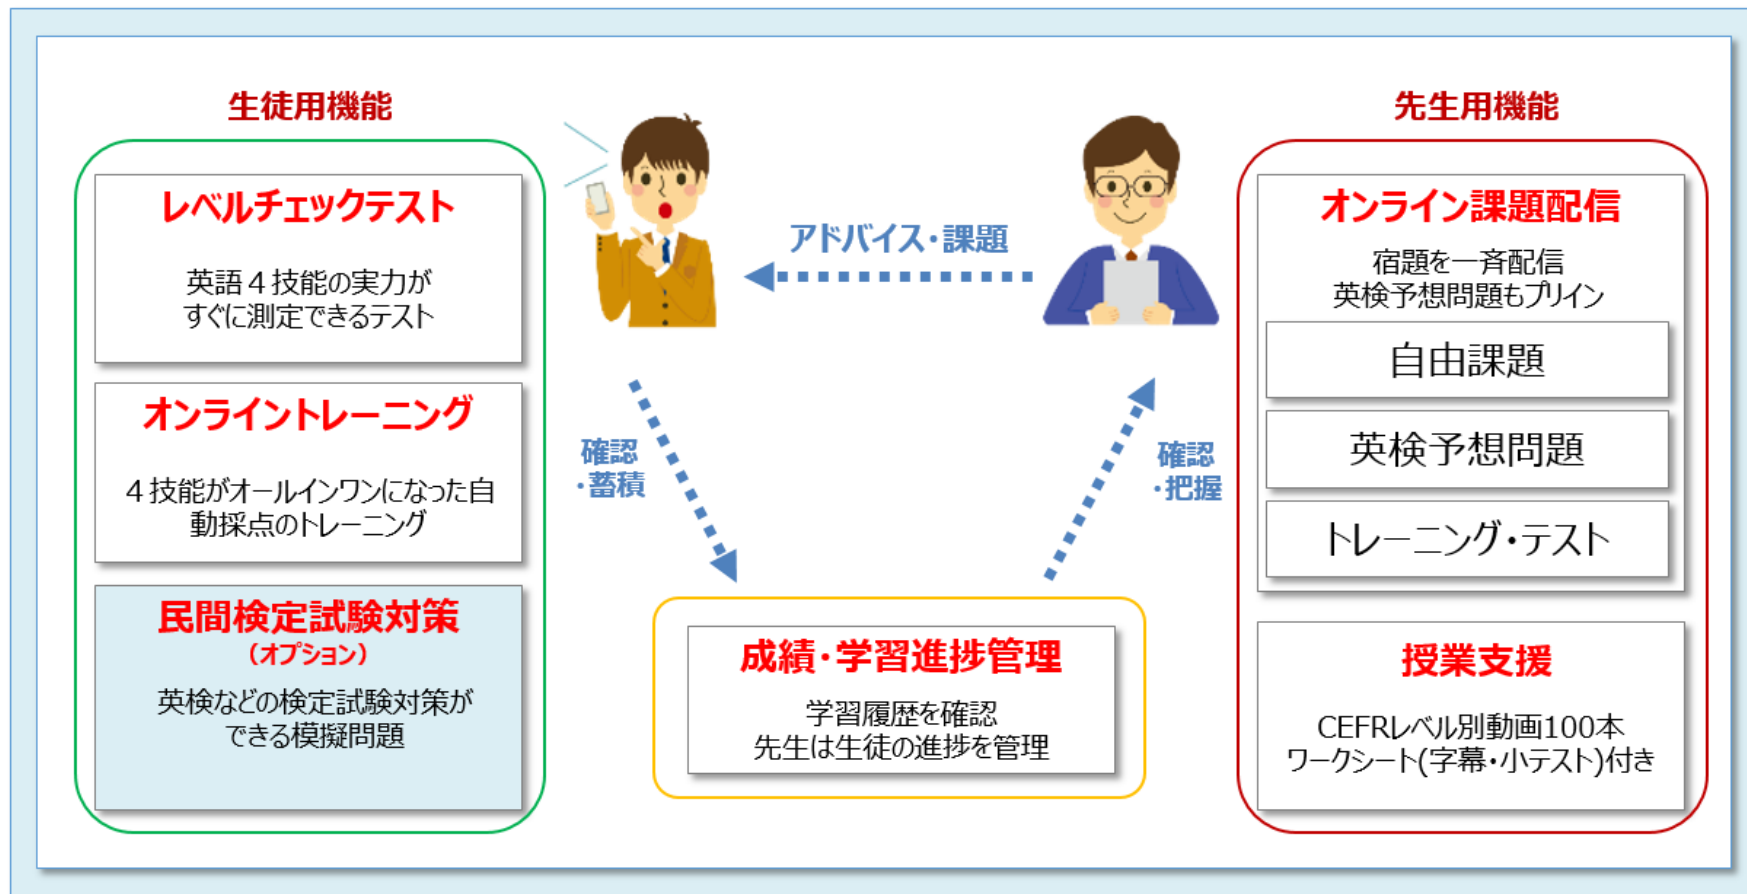 生徒用機能
レベルチェックテスト
英語４技能の実力が
すぐに測定できるテスト
オンライントレーニング
４技能がオールインワンになった自
動採点のトレーニング
民間検定試験対策
（オプション）
英検などの検定試験対策が
できる模擬問題
アドバイス・課題
確認
・蓄積
確認
・把握
成績・学習進捗管理
学習履歴を確認
先生は生徒の進捗を管理
先生用機能
オンライン課題配信
宿題を一斉配信
英検予想問題もプリイン
自由課題
英検予想問題
トレーニング・テスト
授業支援
CEFRレベル別動画100本
ワークシート(字幕・小テスト)付き